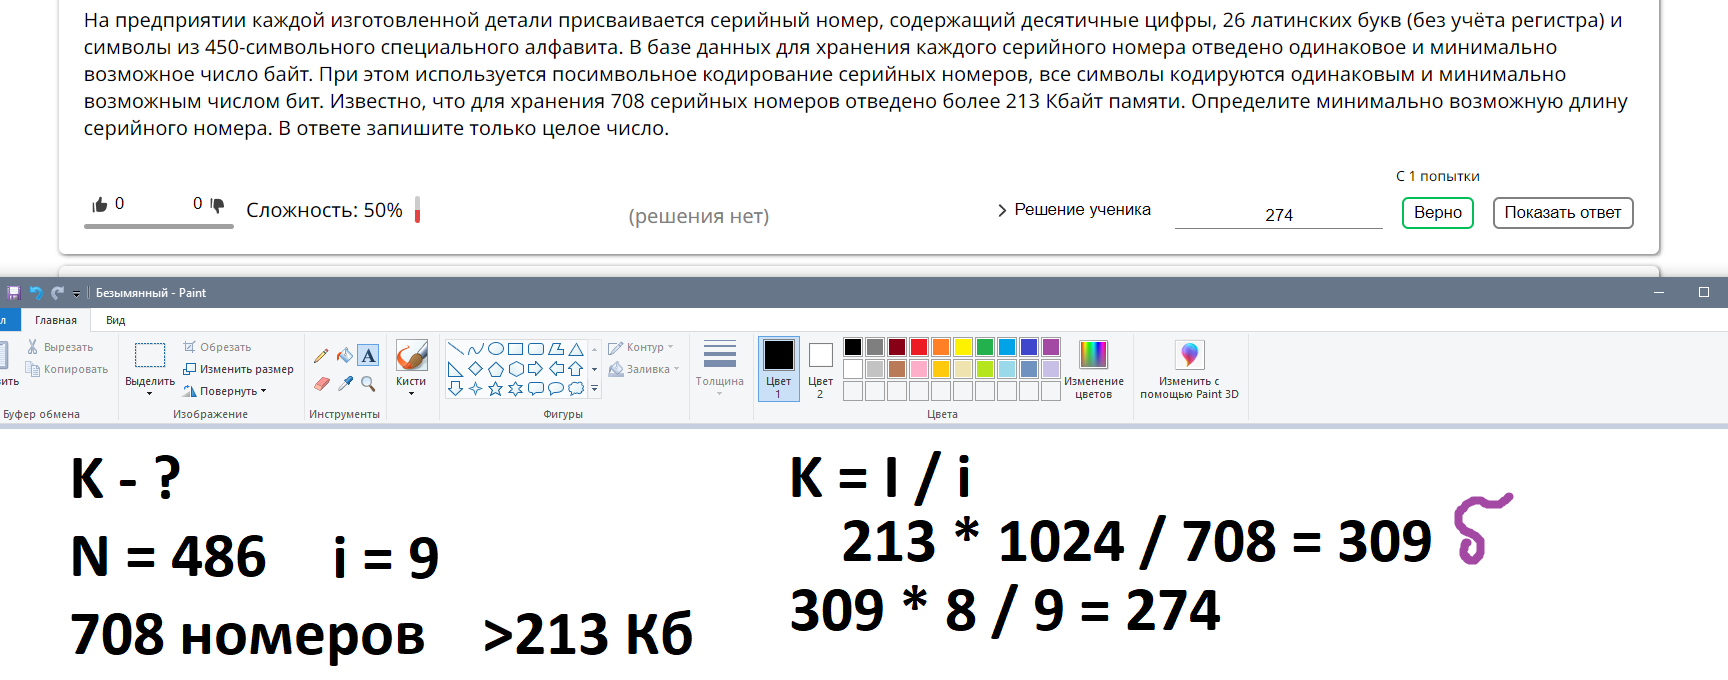 На предприятии каждой изготовленной детали присваивается серийный номер, содержащий десятичные цифры, 26 латинских букв (без учёта регистра) и
символы из 450-символьного специального алфавита. В базе данных для хранения каждого серийного номера отведено одинаковое и минимально
возможное число байт. При этом используется посимвольное кодирование серийных номеров, все символы кодируются одинаковым и минимально
возможным числом бит. Известно, что для хранения 708 серийных номеров отведено более 213 Кбайт памяти. Определите минимально возможную длину
серийного номера. В ответе запишите только целое число.
С 1 попытки
0 0 Сложность: 50% (решения нет) Решение ученика 274 Верно Показать ответ
Безымянный - Paint
л Главная Вид
Вырезать
Копировать
ить
Буфер обмена
Выделить
Обрезать
Изменить размер
Повернуть
Изображение
A
Инструменты
Кисти
Контур
Заливка
Фигуры
Толщина
Цвет
1
Цвет
2
Изменение
цветов
Цвета
Изменить с
помощью Paint 3D
K - ?
N = 486 i = 9
708 номеров >213 Кб
K = I / i
213 * 1024 / 708 = 309 б
309 * 8 / 9 = 274